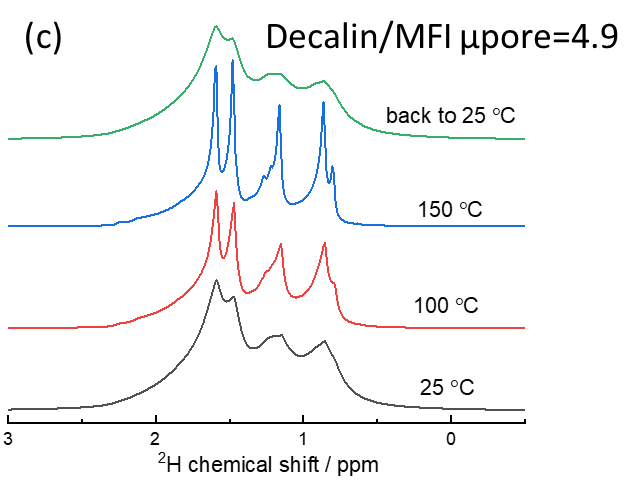 (c) Decalin/MFI μpore=4.9
back to 25 °C
150 °C
100 °C
25 °C
3 2 1 0
²H chemical shift / ppm